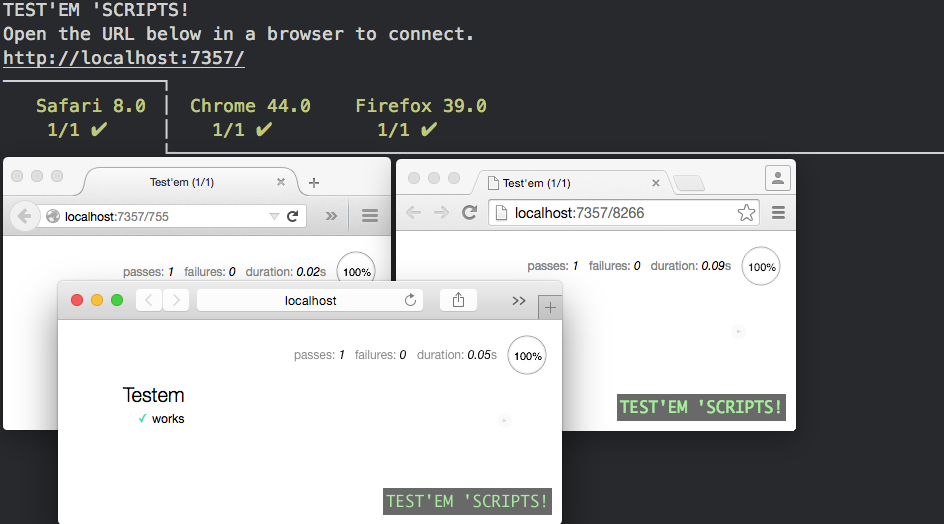 TEST'EM 'SCRIPTS!
Open the URL below in a browser to connect.
http://localhost:7357/
Safari 8.0 Chrome 44.0 Firefox 39.0
1/1 ✔ 1/1 ✔ 1/1 ✔
Test'em (1/1)
localhost:7357/755
passes: 1 failures: 0 duration: 0.02s 100%
Test'em (1/1)
localhost:7357/8266
passes: 1 failures: 0 duration: 0.09s 100%
TEST'EM 'SCRIPTS!
localhost
passes: 1 failures: 0 duration: 0.05s 100%
Testem
✓ works
TEST'EM 'SCRIPTS!